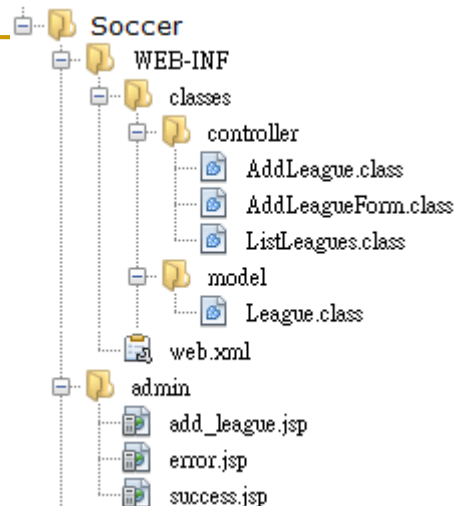 Soccer
WEB-INF
classes
controller
AddLeague.class
AddLeagueForm.class
ListLeagues.class
model
League.class
web.xml
admin
add_league.jsp
error.jsp
success.jsp